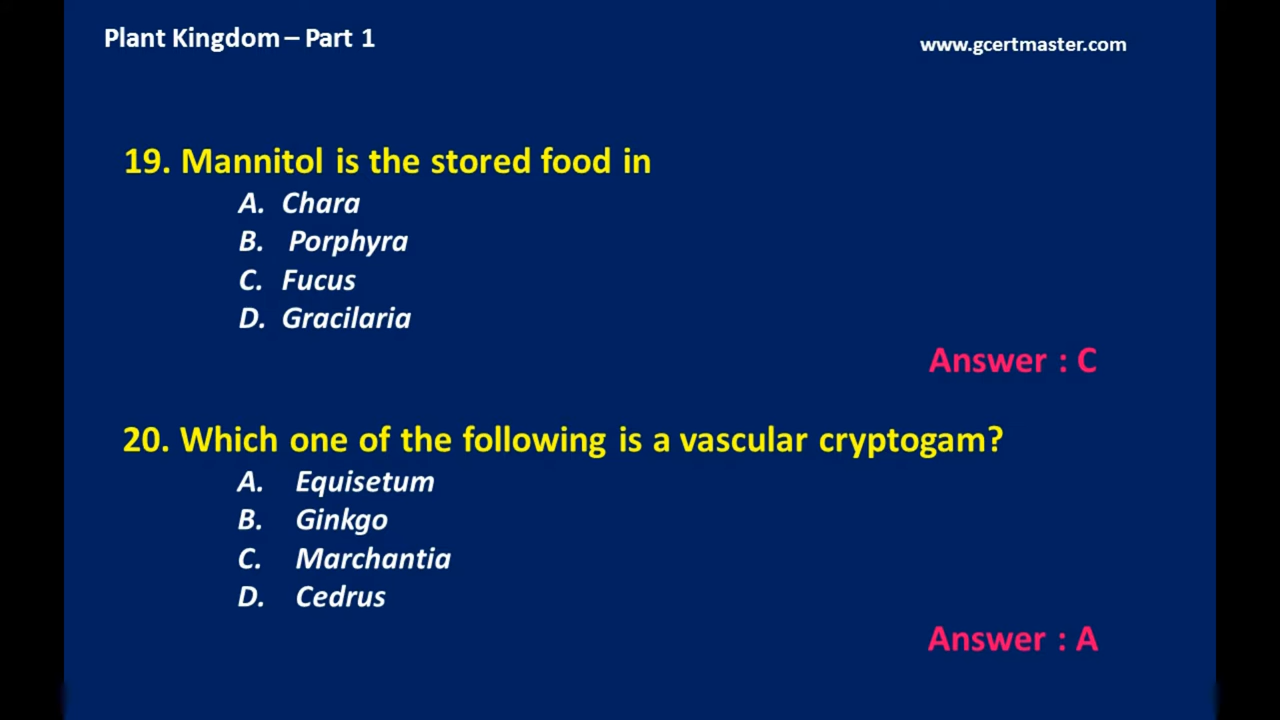 Plant Kingdom – Part 1
www.gcertmaster.com
19. Mannitol is the stored food in
A. Chara
B. Porphyra
C. Fucus
D. Gracilaria
Answer : C
20. Which one of the following is a vascular cryptogam?
A. Equisetum
B. Ginkgo
C. Marchantia
D. Cedrus
Answer : A